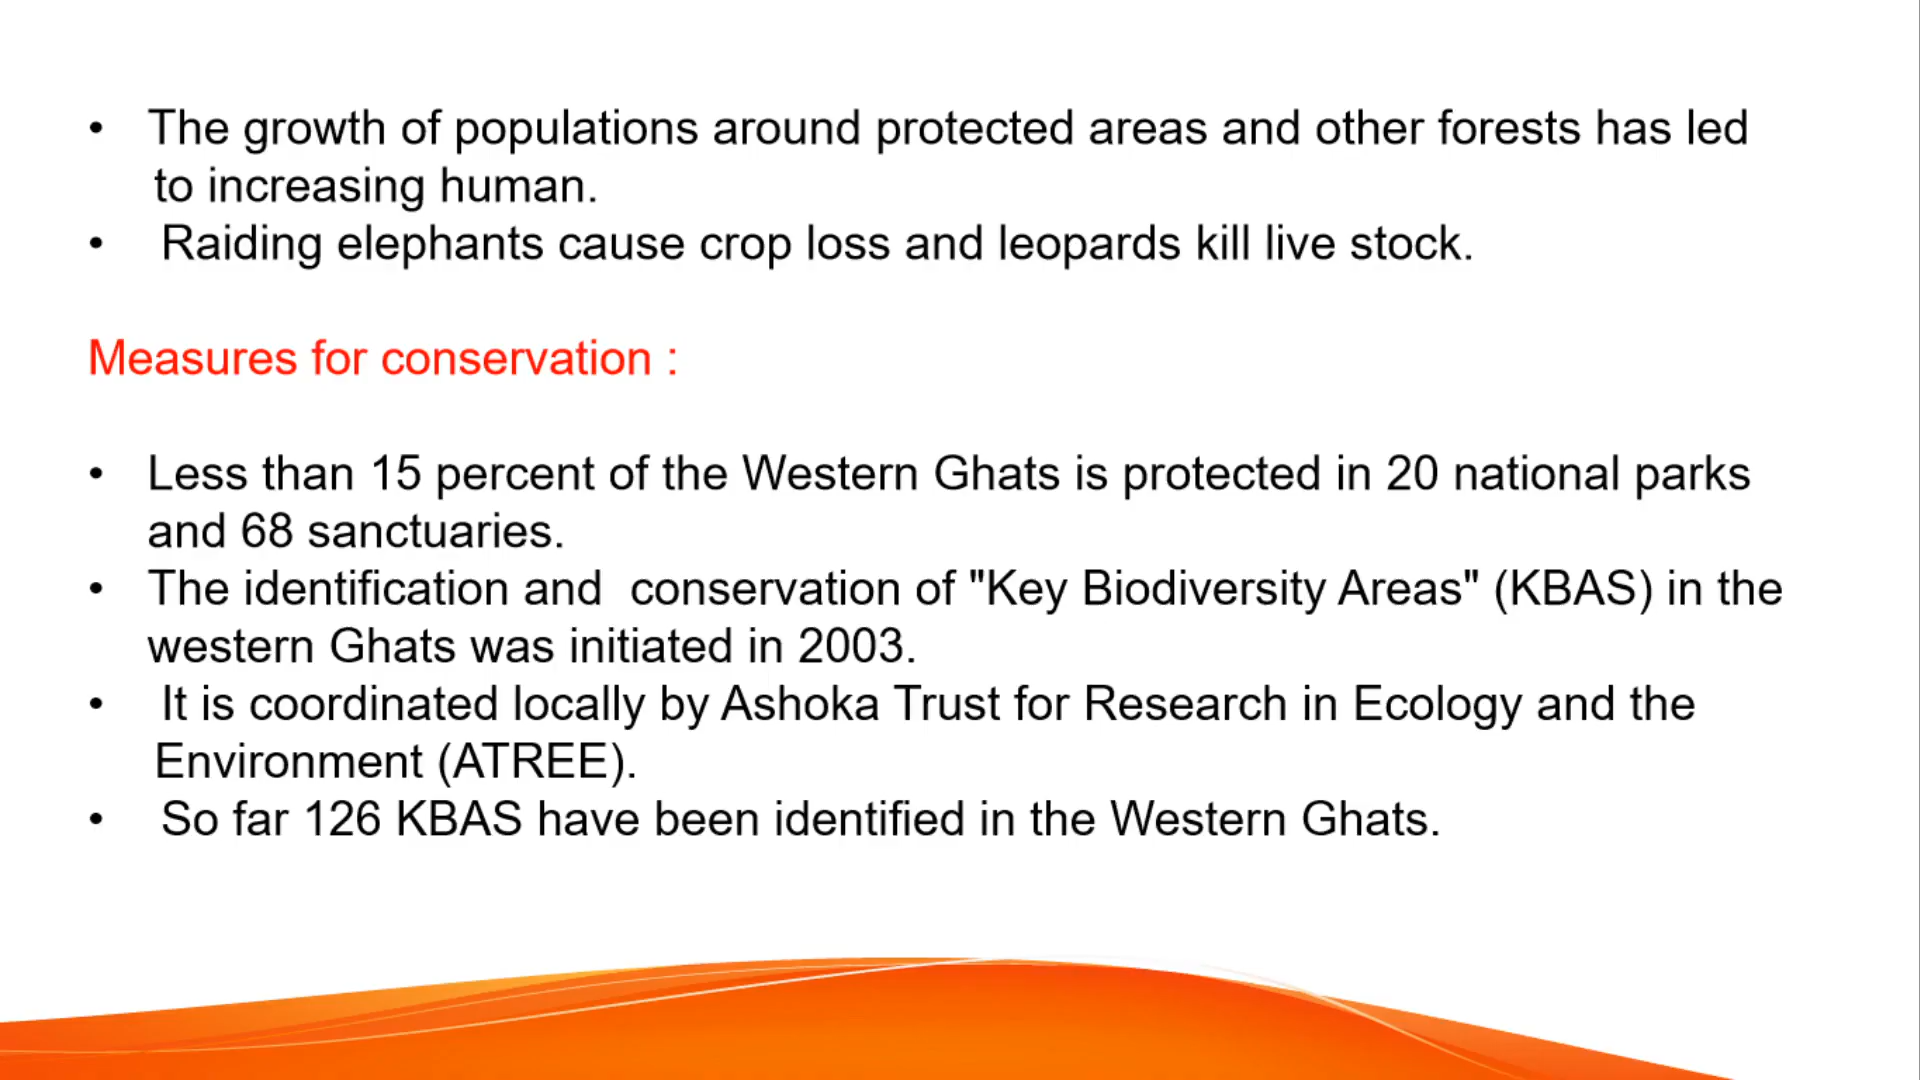 • The growth of populations around protected areas and other forests has led
to increasing human.
• Raiding elephants cause crop loss and leopards kill live stock.
Measures for conservation :
• Less than 15 percent of the Western Ghats is protected in 20 national parks
and 68 sanctuaries.
• The identification and  conservation of "Key Biodiversity Areas" (KBAS) in the
western Ghats was initiated in 2003.
• It is coordinated locally by Ashoka Trust for Research in Ecology and the
Environment (ATREE).
• So far 126 KBAS have been identified in the Western Ghats.